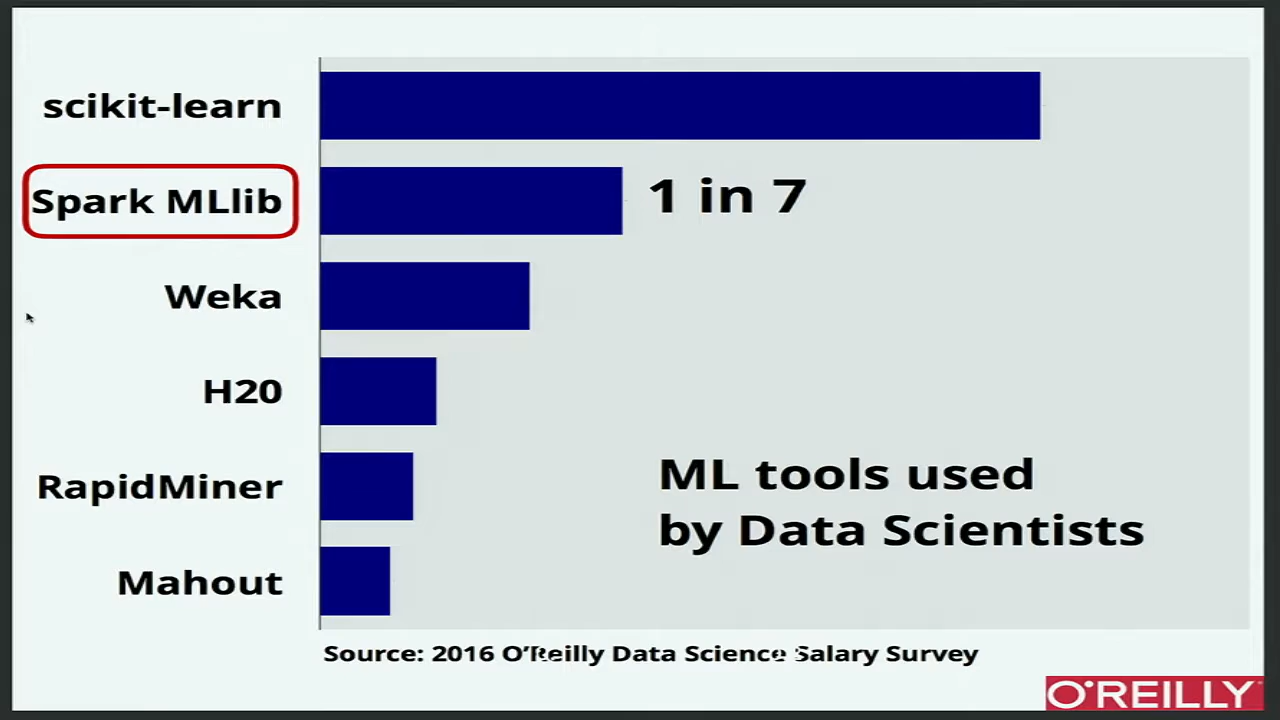 scikit-learn
Spark MLlib
1 in 7
Weka
H20
RapidMiner
ML tools used
by Data Scientists
Mahout
Source: 2016 O'Reilly Data Science Salary Survey
O'REILLY